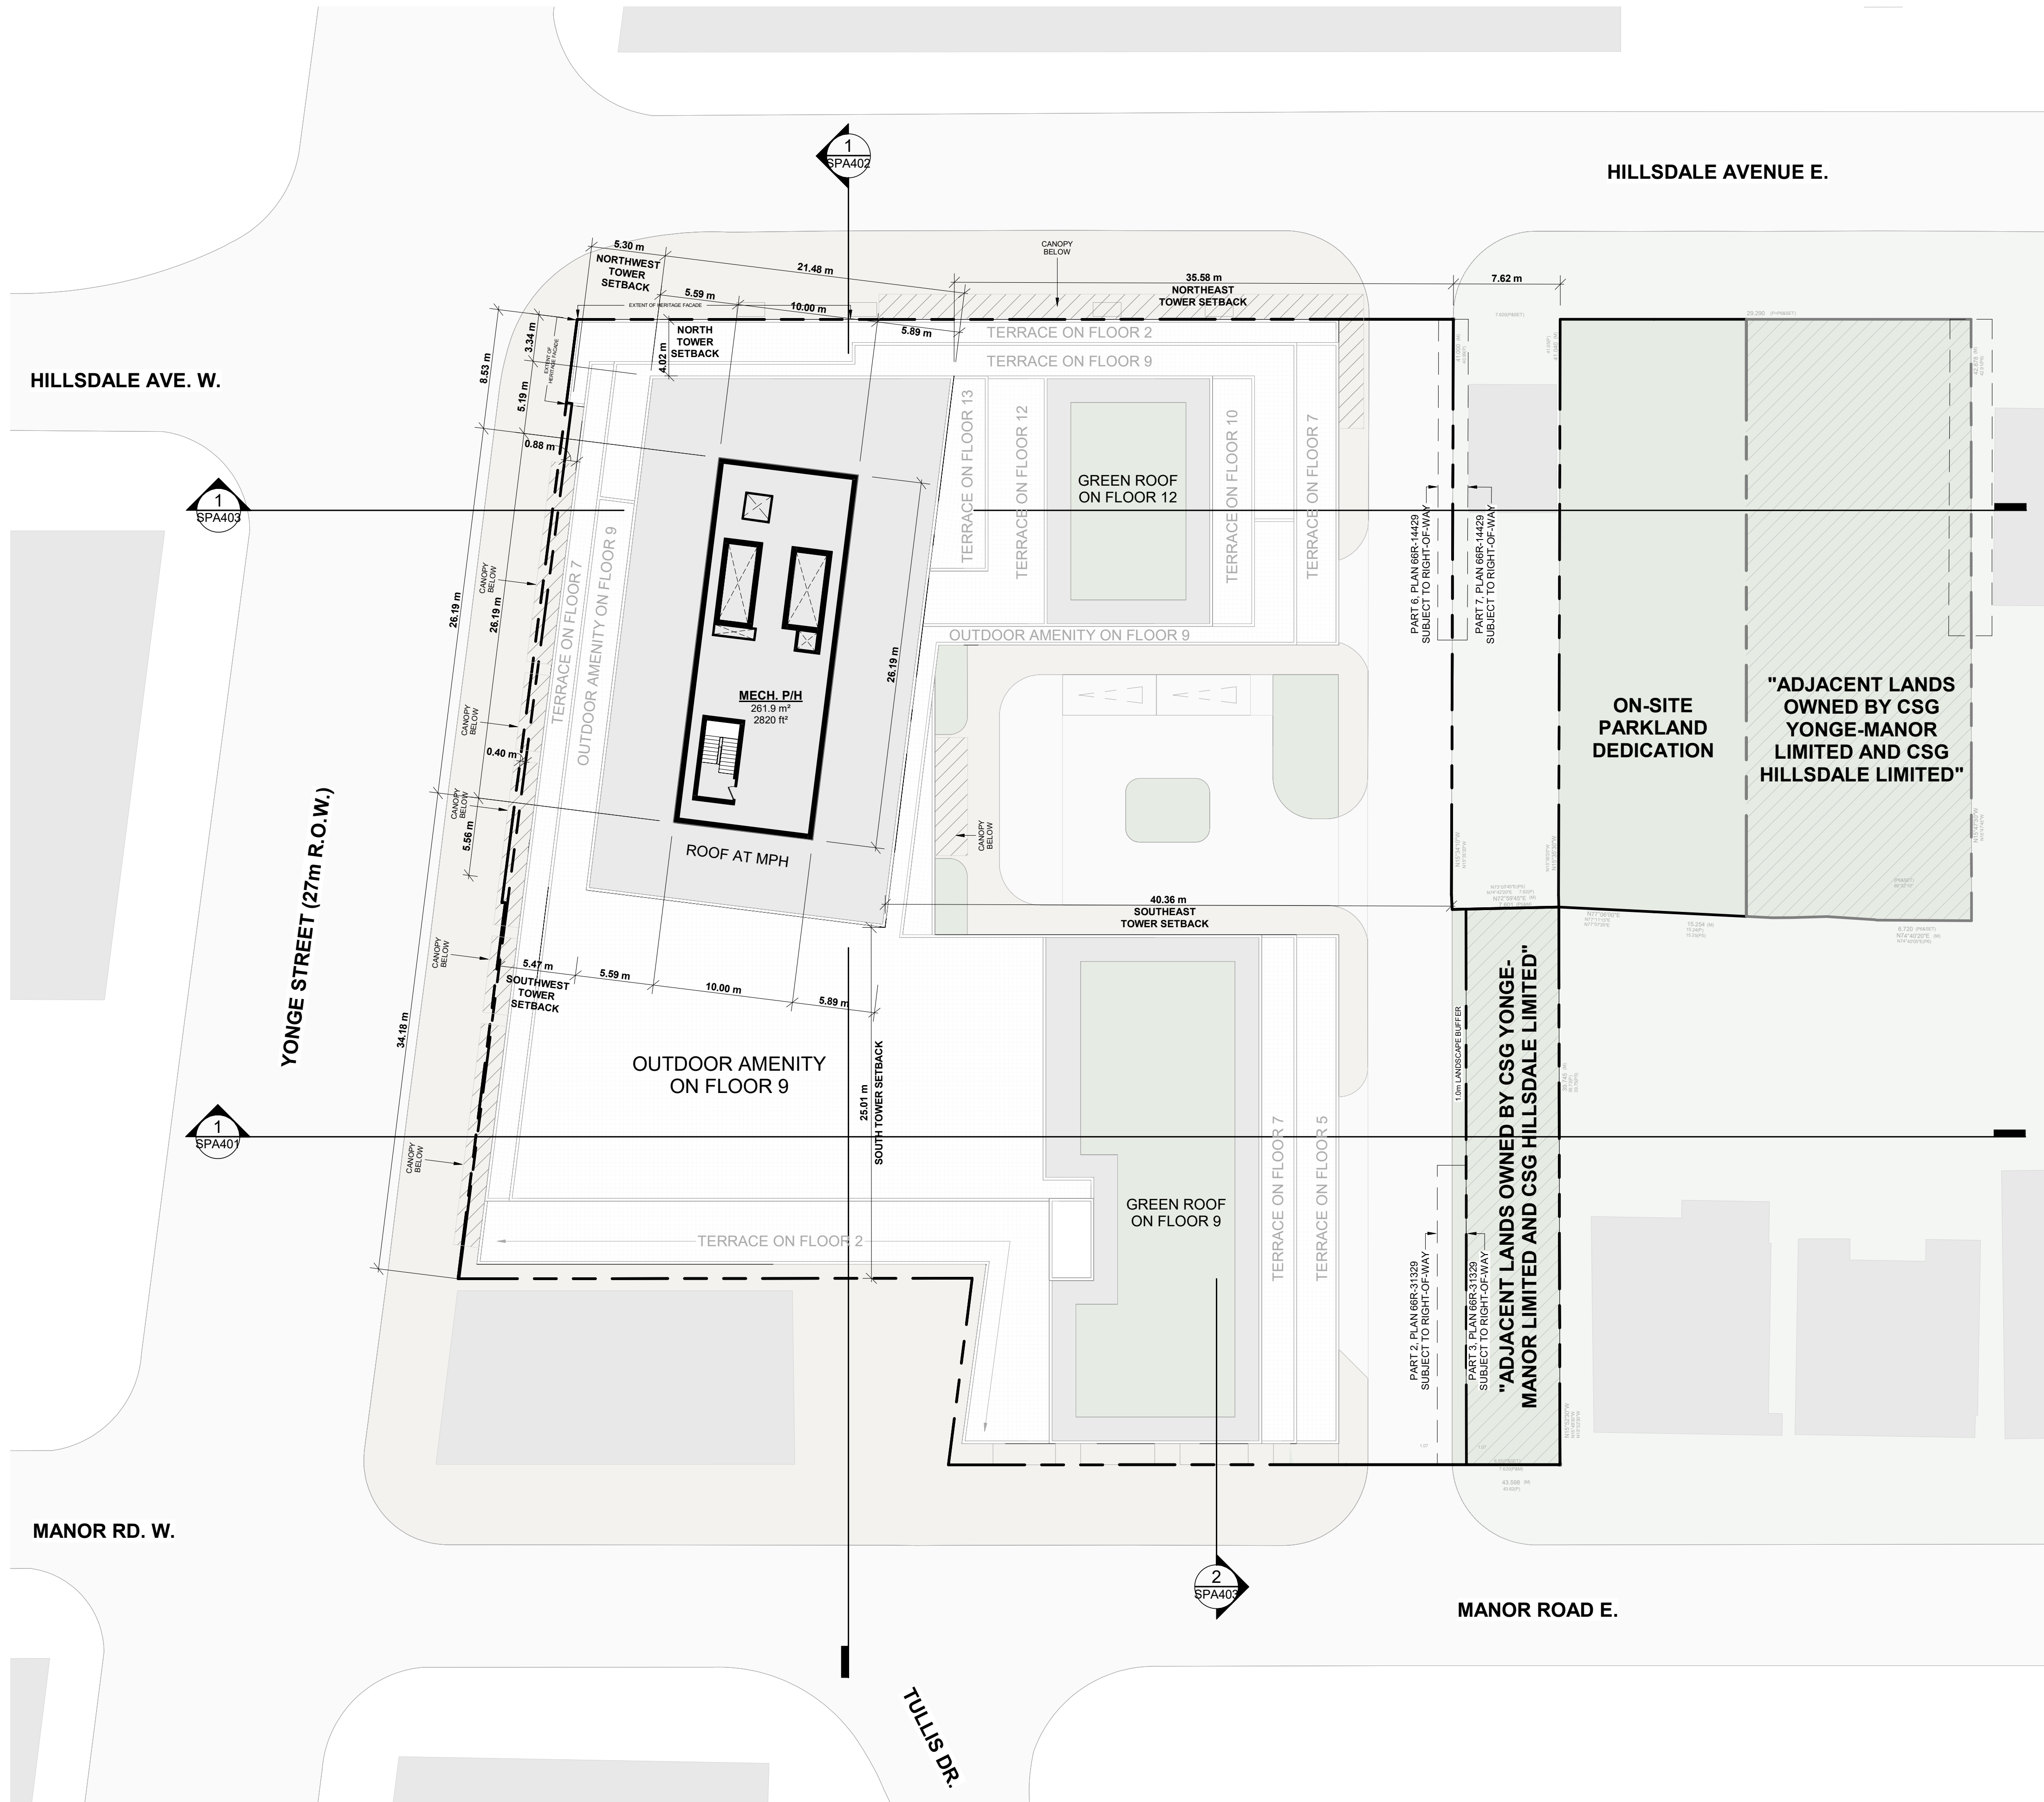 HILLSDALE AVENUE E.
1
SPA402
HILLSDALE AVE. W.
5.30 m
NORTHWEST
TOWER
SETBACK
21.48 m
CANOPY
BELOW
35.58 m
NORTHEAST
TOWER SETBACK
7.62 m
5.59 m
EXTENT OF HERITAGE FACADE
10.00 m
5.89 m
NORTH
TOWER
SETBACK
4.02 m
TERRACE ON FLOOR 2
TERRACE ON FLOOR 9
8.53 m
3.34 m
EXTENT OF
HERITAGE FACADE
5.19 m
0.88 m
1
SPA403
TERRACE ON FLOOR 13
TERRACE ON FLOOR 12
GREEN ROOF
ON FLOOR 12
TERRACE ON FLOOR 10
TERRACE ON FLOOR 7
PART 6, PLAN 66R-14429
SUBJECT TO RIGHT-OF-WAY
PART 7, PLAN 66R-14429
SUBJECT TO RIGHT-OF-WAY
CANOPY
BELOW
26.19 m
26.19 m
TERRACE ON FLOOR 7
OUTDOOR AMENITY ON FLOOR 9
OUTDOOR AMENITY ON FLOOR 9
26.19 m
MECH. P/H
261.9 m²
2820 ft²
CANOPY
BELOW
0.40 m
CANOPY
BELOW
5.56 m
ROOF AT MPH
CANOPY
BELOW
ON-SITE
PARKLAND
DEDICATION
"ADJACENT LANDS
OWNED BY CSG
YONGE-MANOR
LIMITED AND CSG
HILLSDALE LIMITED"
YONGE STREET (27m R.O.W.)
40.36 m
SOUTHEAST
TOWER SETBACK
CANOPY
BELOW
5.47 m
SOUTHWEST
TOWER
SETBACK
5.59 m
10.00 m
5.89 m
34.18 m
OUTDOOR AMENITY
ON FLOOR 9
25.01 m
SOUTH TOWER SETBACK
1.0m LANDSCAPE BUFFER
"ADJACENT LANDS OWNED BY CSG YONGE-
MANOR LIMITED AND CSG HILLSDALE LIMITED"
1
SPA401
CANOPY
BELOW
TERRACE ON FLOOR 2
GREEN ROOF
ON FLOOR 9
TERRACE ON FLOOR 7
TERRACE ON FLOOR 5
PART 2, PLAN 66R-31329
SUBJECT TO RIGHT-OF-WAY
PART 3, PLAN 66R-31329
SUBJECT TO RIGHT-OF-WAY
MANOR RD. W.
2
SPA403
MANOR ROAD E.
TULLIS DR.